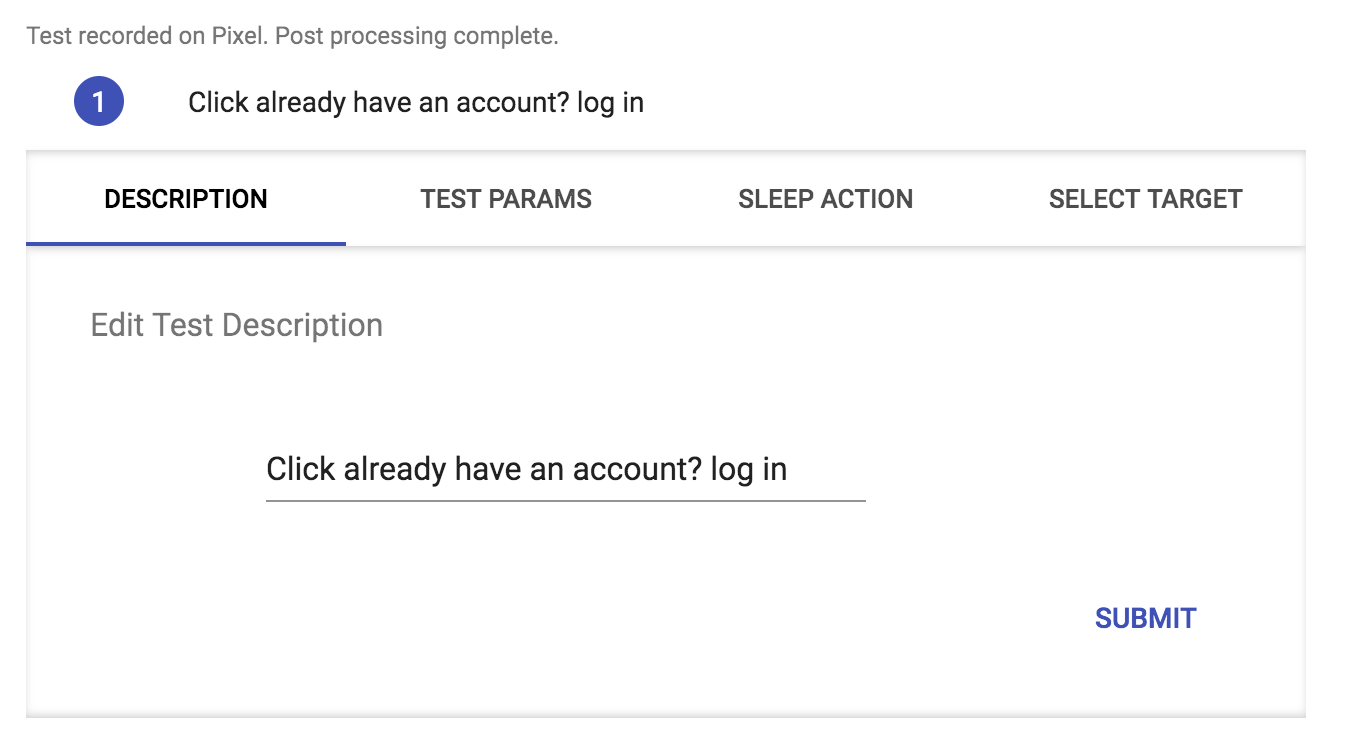 Test recorded on Pixel. Post processing complete.
1 Click already have an account? log in
DESCRIPTION TEST PARAMS SLEEP ACTION SELECT TARGET
Edit Test Description
Click already have an account? log in
SUBMIT